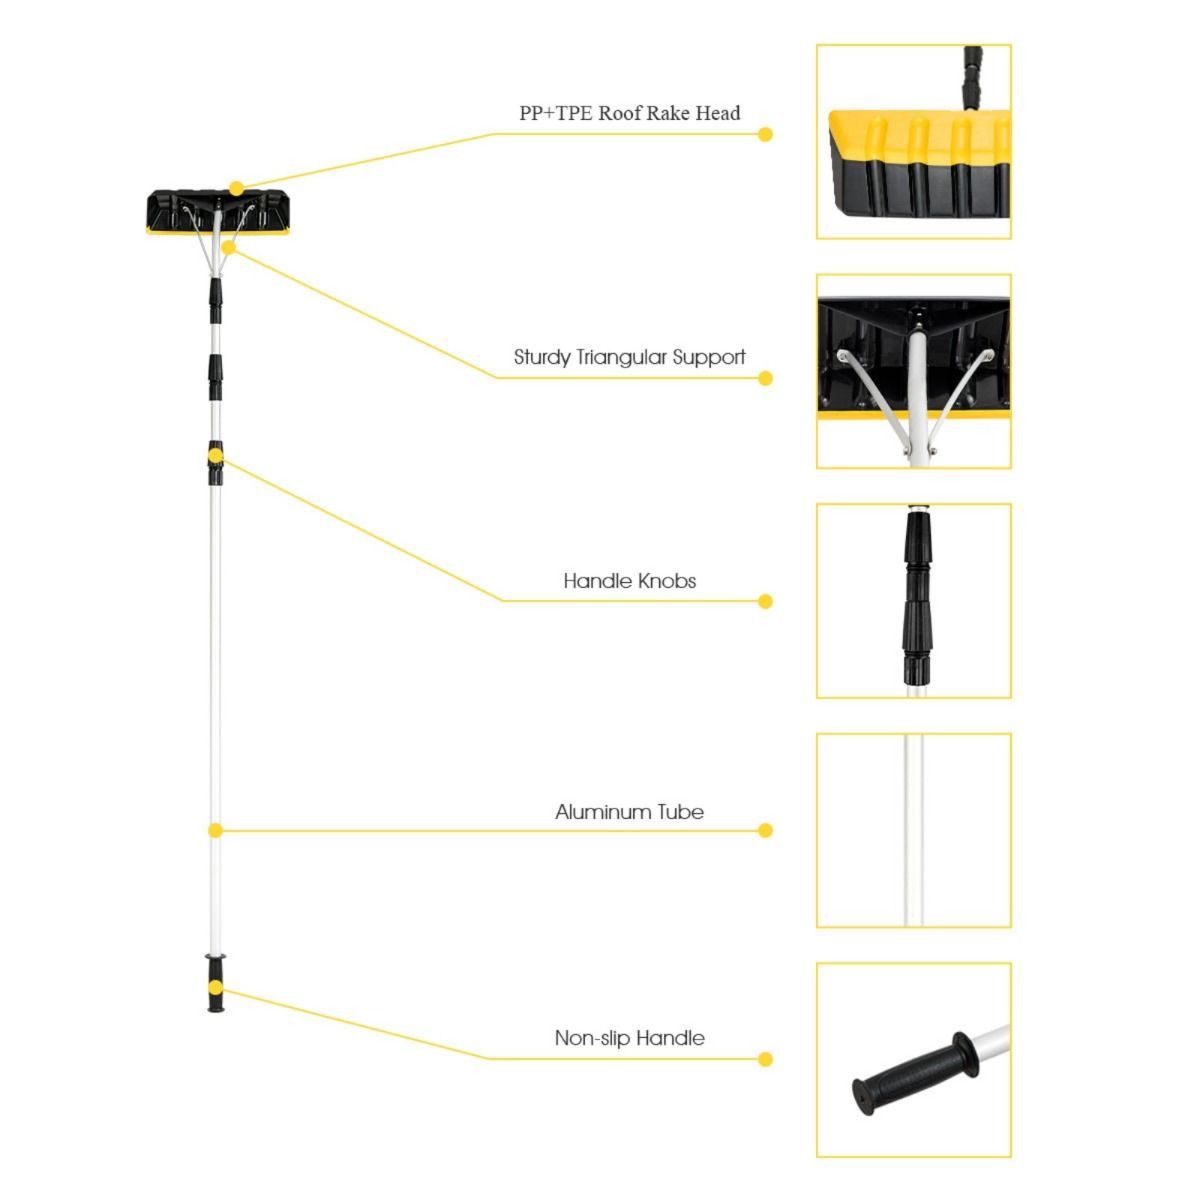 PP+TPE Roof Rake Head
Sturdy Triangular Support
Handle Knobs
Aluminum Tube
Non-slip Handle